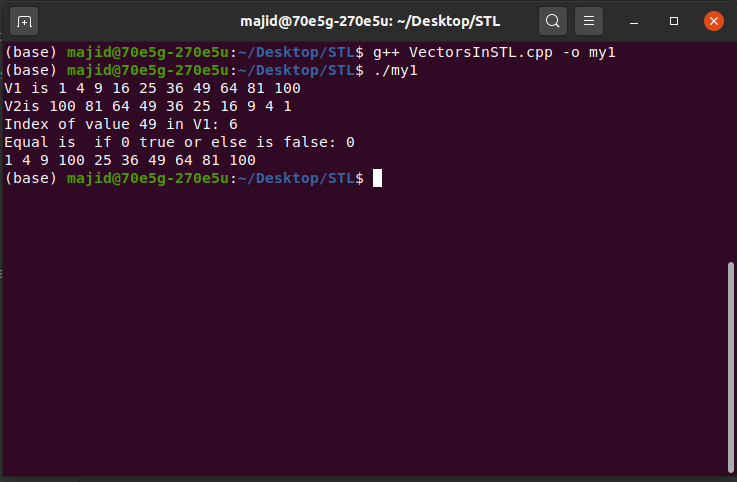 majid@70e5g-270e5u: ~/Desktop/STL
(base) majid@70e5g-270e5u:~/Desktop/STL$ g++ VectorsInSTL.cpp -o my1
(base) majid@70e5g-270e5u:~/Desktop/STL$ ./my1
V1 is 1 4 9 16 25 36 49 64 81 100
V2is 100 81 64 49 36 25 16 9 4 1
Index of value 49 in V1: 6
Equal is  if 0 true or else is false: 0
1 4 9 100 25 36 49 64 81 100
(base) majid@70e5g-270e5u:~/Desktop/STL$